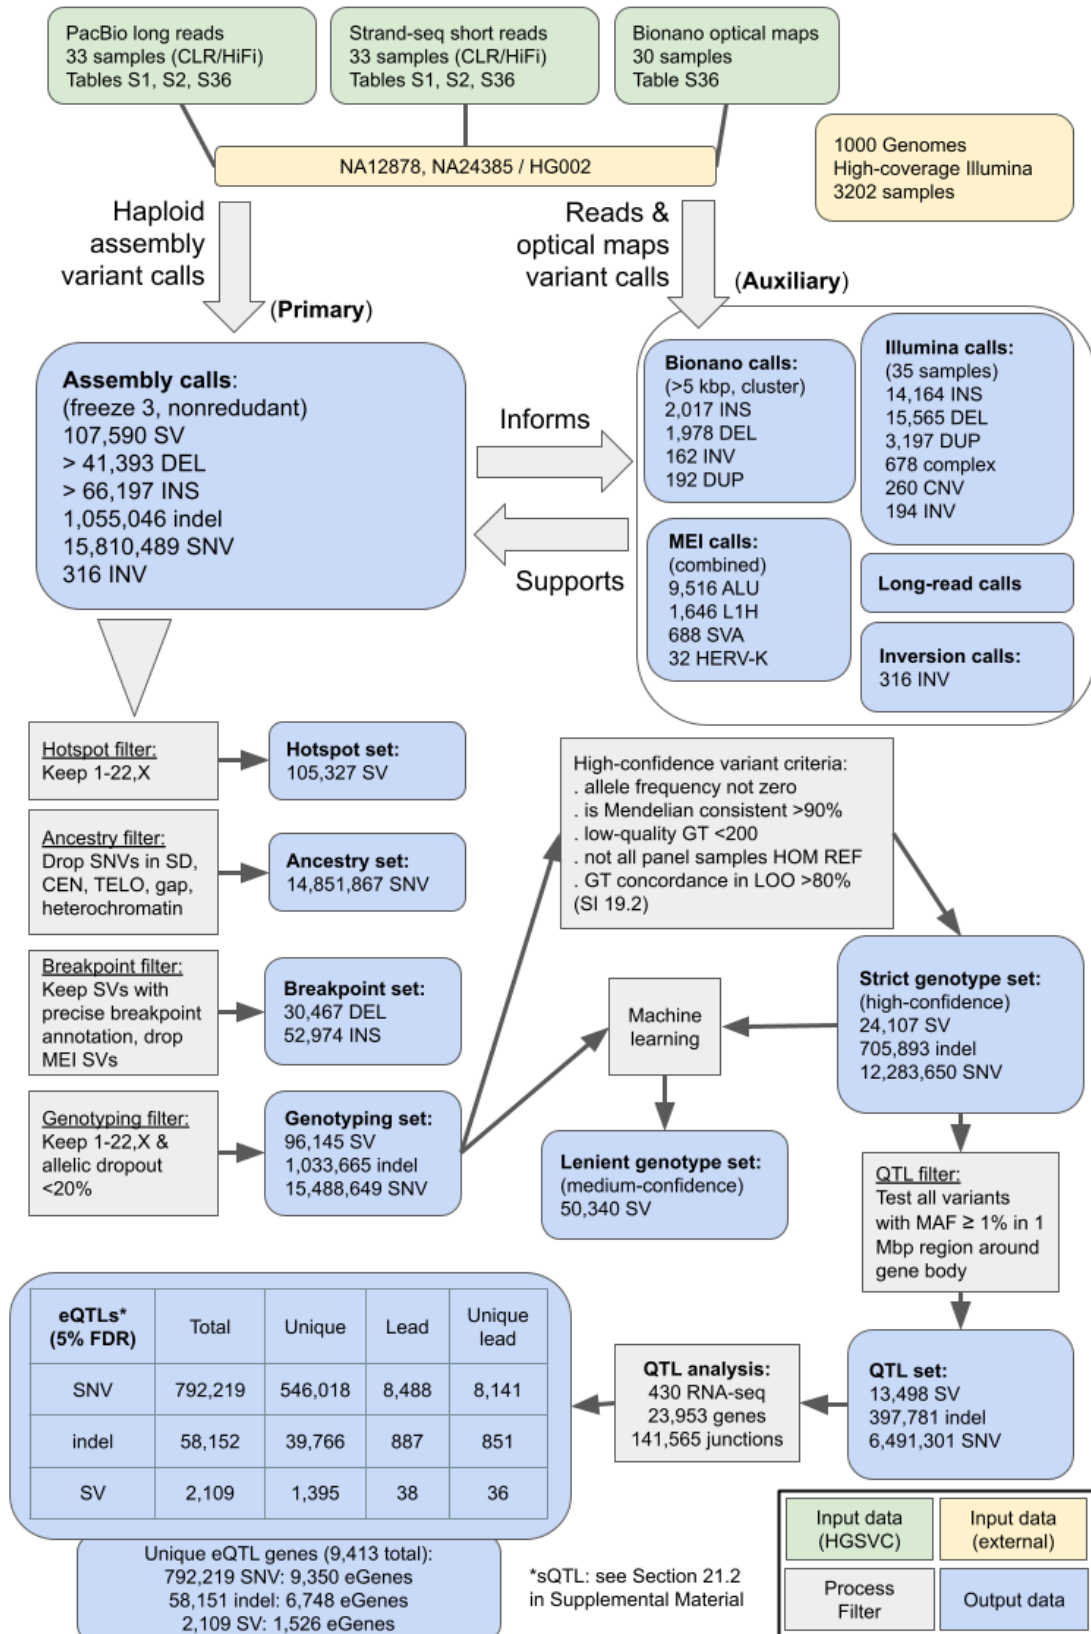 PacBio long reads
33 samples (CLR/HiFi)
Tables S1, S2, S36
Strand-seq short reads
33 samples (CLR/HiFi)
Tables S1, S2, S36
Bionano optical maps
30 samples
Table S36
1000 Genomes
High-coverage Illumina
3202 samples
NA12878, NA24385 / HG002
Haploid
assembly
variant calls
(Primary)
Reads &
optical maps
variant calls
(Auxiliary)
Assembly calls:
(freeze 3, nonredudant)
107,590 SV
> 41,393 DEL
> 66,197 INS
1,055,046 indel
15,810,489 SNV
316 INV
Informs
Supports
Bionano calls:
(>5 kbp, cluster)
2,017 INS
1,978 DEL
162 INV
192 DUP
Illumina calls:
(35 samples)
14,164 INS
15,565 DEL
3,197 DUP
678 complex
260 CNV
194 INV
MEI calls:
(combined)
9,516 ALU
1,646 L1H
688 SVA
32 HERV-K
Long-read calls
Inversion calls:
316 INV
Hotspot filter:
Keep 1-22,X
Hotspot set:
105,327 SV
Ancestry filter:
Drop SNVs in SD,
CEN, TELO, gap,
heterochromatin
Ancestry set:
14,851,867 SNV
Breakpoint filter:
Keep SVs with
precise breakpoint
annotation, drop
MEI SVs
Breakpoint set:
30,467 DEL
52,974 INS
Genotyping filter:
Keep 1-22,X &
allelic dropout
<20%
Genotyping set:
96,145 SV
1,033,665 indel
15,488,649 SNV
High-confidence variant criteria:
. allele frequency not zero
. is Mendelian consistent >90%
. low-quality GT <200
. not all panel samples HOM REF
. GT concordance in LOO >80%
(SI 19.2)
Machine
learning
Strict genotype set:
(high-confidence)
24,107 SV
705,893 indel
12,283,650 SNV
Lenient genotype set:
(medium-confidence)
50,340 SV
QTL filter:
Test all variants
with MAF ≥ 1% in 1
Mbp region around
gene body
QTL set:
13,498 SV
397,781 indel
6,491,301 SNV
QTL analysis:
430 RNA-seq
23,953 genes
141,565 junctions
eQTLs* (5% FDR) Total Unique Lead Unique lead
SNV 792,219 546,018 8,488 8,141
indel 58,152 39,766 887 851
SV 2,109 1,395 38 36
Unique eQTL genes (9,413 total):
792,219 SNV: 9,350 eGenes
58,151 indel: 6,748 eGenes
2,109 SV: 1,526 eGenes
*sQTL: see Section 21.2
in Supplemental Material
Input data
(HGSVC)
Input data
(external)
Process
Filter
Output data